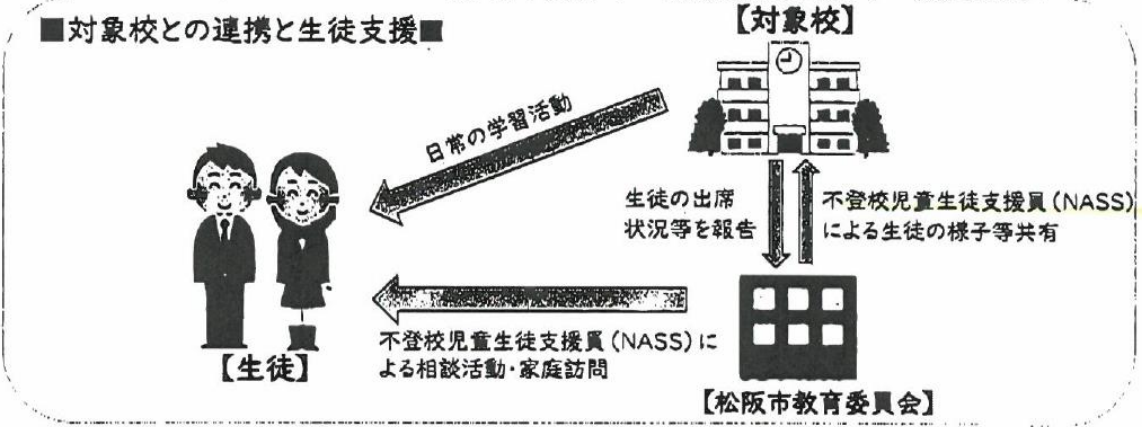 ■対象校との連携と生徒支援■
【対象校】
日常の学習活動
生徒の出席
状況等を報告
不登校児童生徒支援員(NASS)
による生徒の様子等共有
不登校児童生徒支援員(NASS)に
よる相談活動・家庭訪問
【生徒】
【松阪市教育委員会】